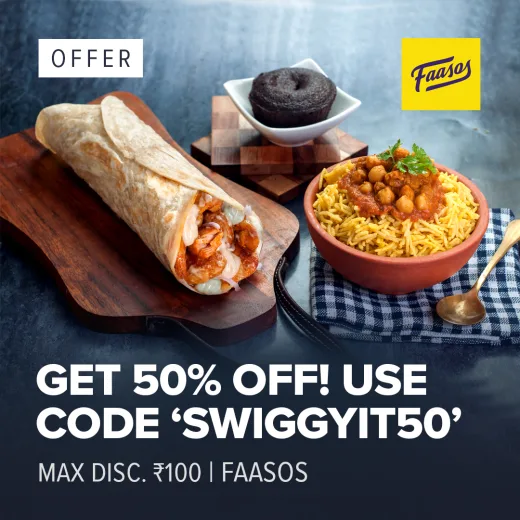 OFFER
Faasos
GET 50% OFF! USE
CODE ‘SWIGGYIT50’
MAX DISC. ₹100 | FAASOS